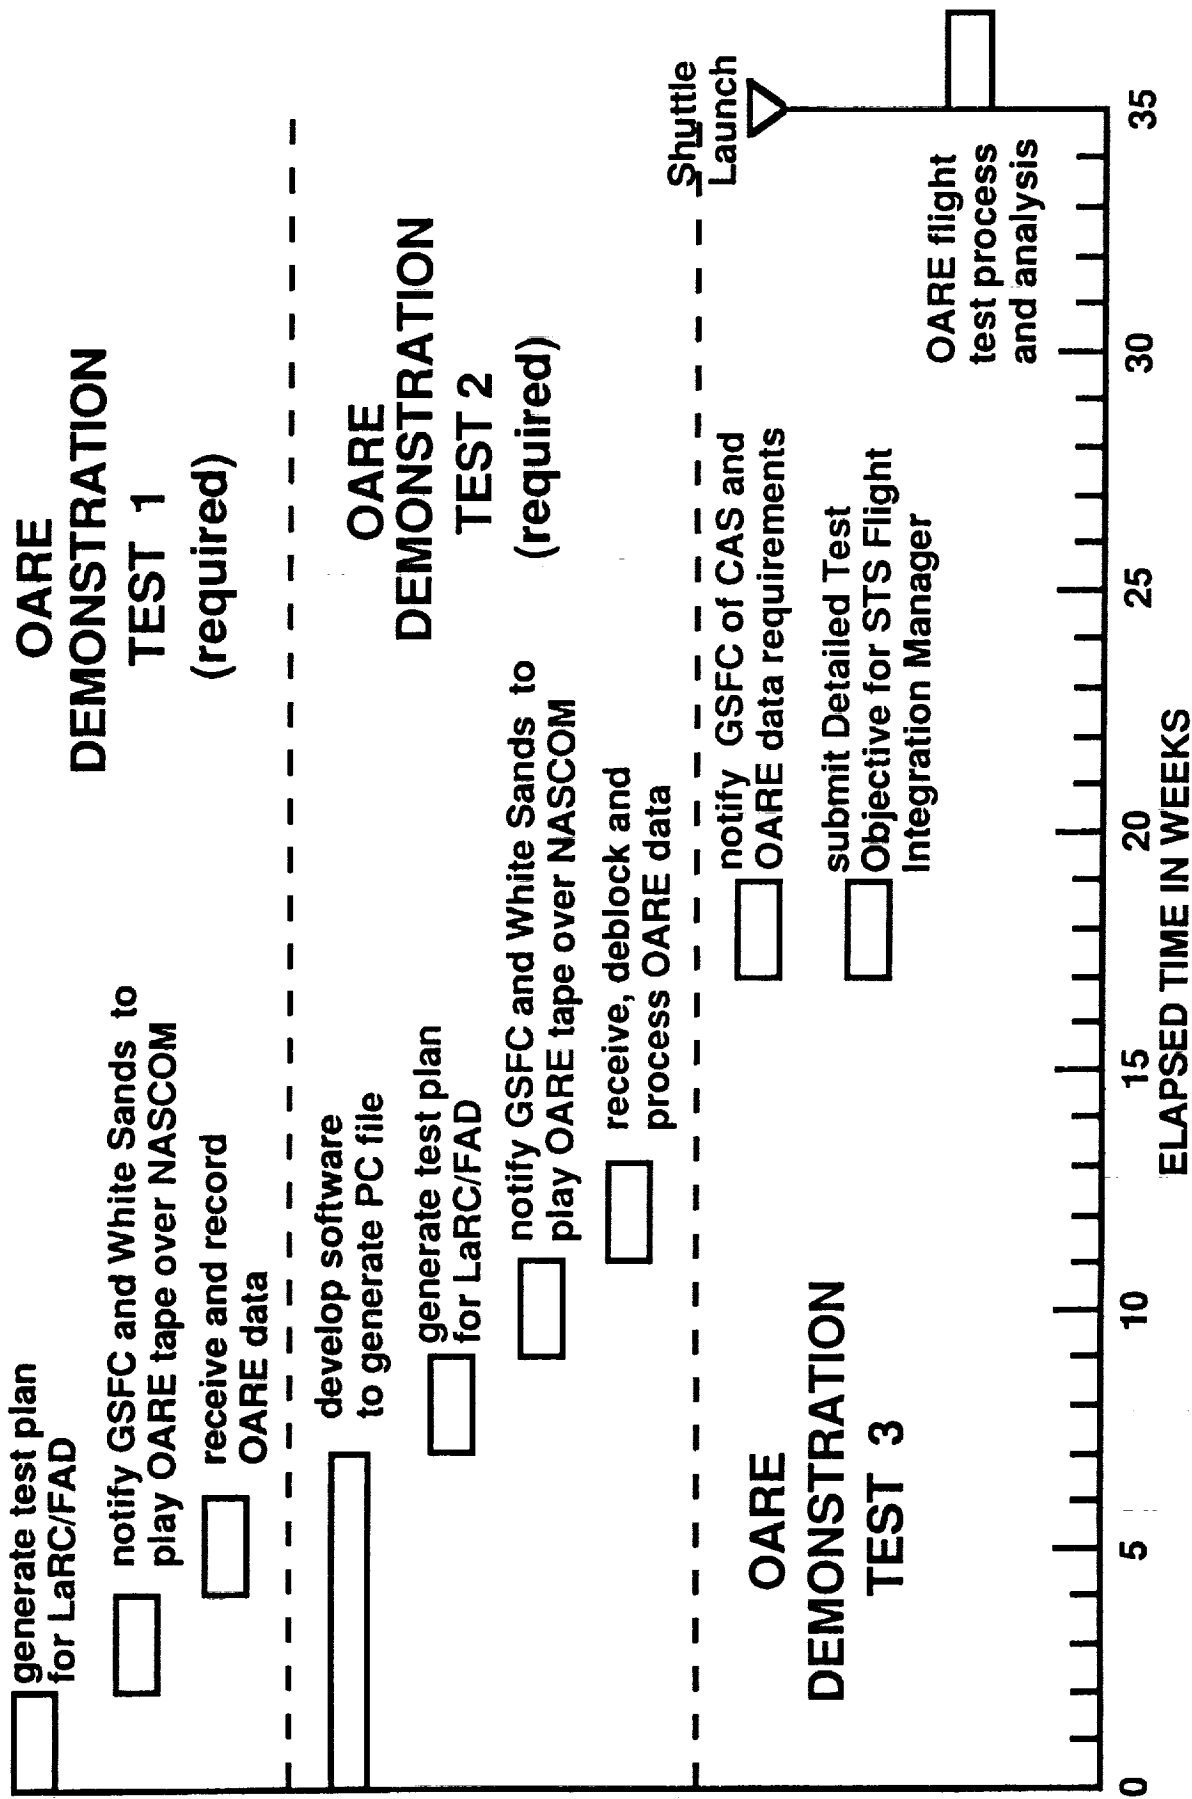 generate test plan
for LaRC/FAD
notify GSFC and White Sands to
play OARE tape over NASCOM
receive and record
OARE data
OARE
DEMONSTRATION
TEST 1
(required)
develop software
to generate PC file
generate test plan
for LaRC/FAD
notify GSFC and White Sands to
play OARE tape over NASCOM
receive, deblock and
process OARE data
OARE
DEMONSTRATION
TEST 2
(required)
OARE
DEMONSTRATION
TEST 3
notify GSFC of CAS and
OARE data requirements
submit Detailed Test
Objective for STS Flight
Integration Manager
Shuttle
Launch
OARE flight
test process
and analysis
0 5 10 15 20 25 30 35
ELAPSED TIME IN WEEKS